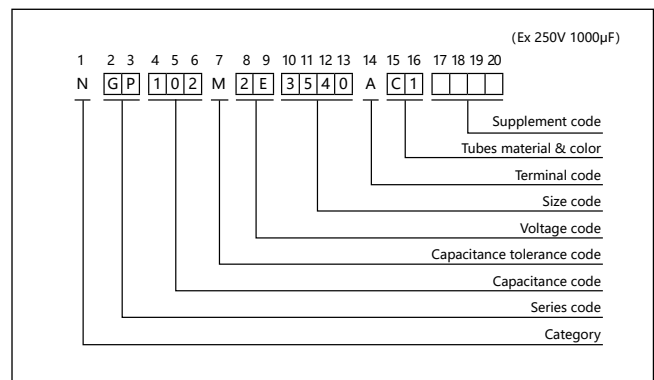 (Ex 250V 1000μF)
1 2 3 4 5 6 7 8 9 10 11 12 13 14 15 16 17 18 19 20
N G P 1 0 2 M 2 E 3 5 4 0 A C 1
Supplement code
Tubes material & color
Terminal code
Size code
Voltage code
Capacitance tolerance code
Capacitance code
Series code
Category